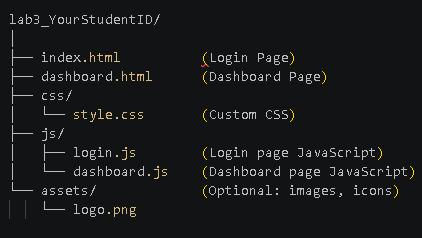 lab3_YourStudentID/
│
├── index.html (Login Page)
├── dashboard.html (Dashboard Page)
├── css/
│   └── style.css (Custom CSS)
├── js/
│   ├── login.js (Login page JavaScript)
│   └── dashboard.js (Dashboard page JavaScript)
└── assets/ (Optional: images, icons)
│ │ └── logo.png